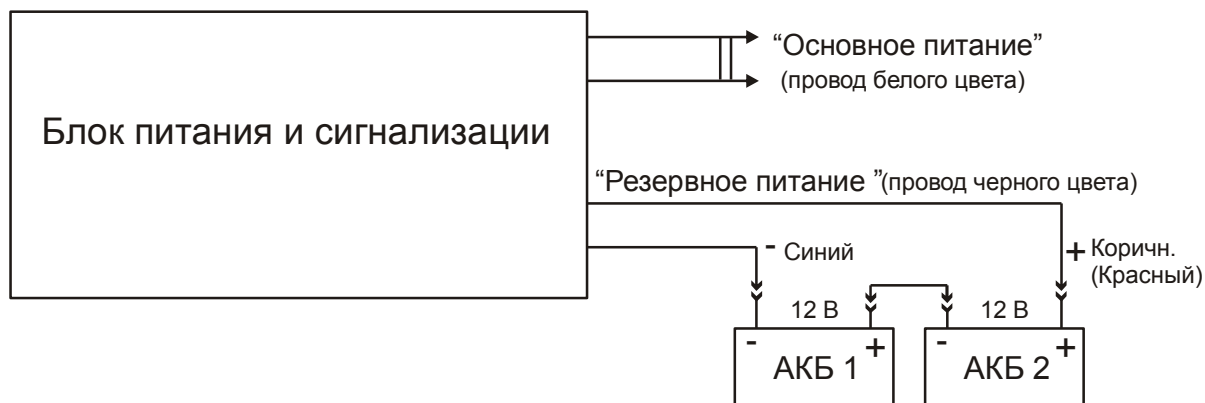 “Основное питание”
(провод белого цвета)
Блок питания и сигнализации
“Резервное питание ”(провод черного цвета)
- Синий
+ Коричн.
(Красный)
12 В
12 В
- +
- +
АКБ 1
АКБ 2